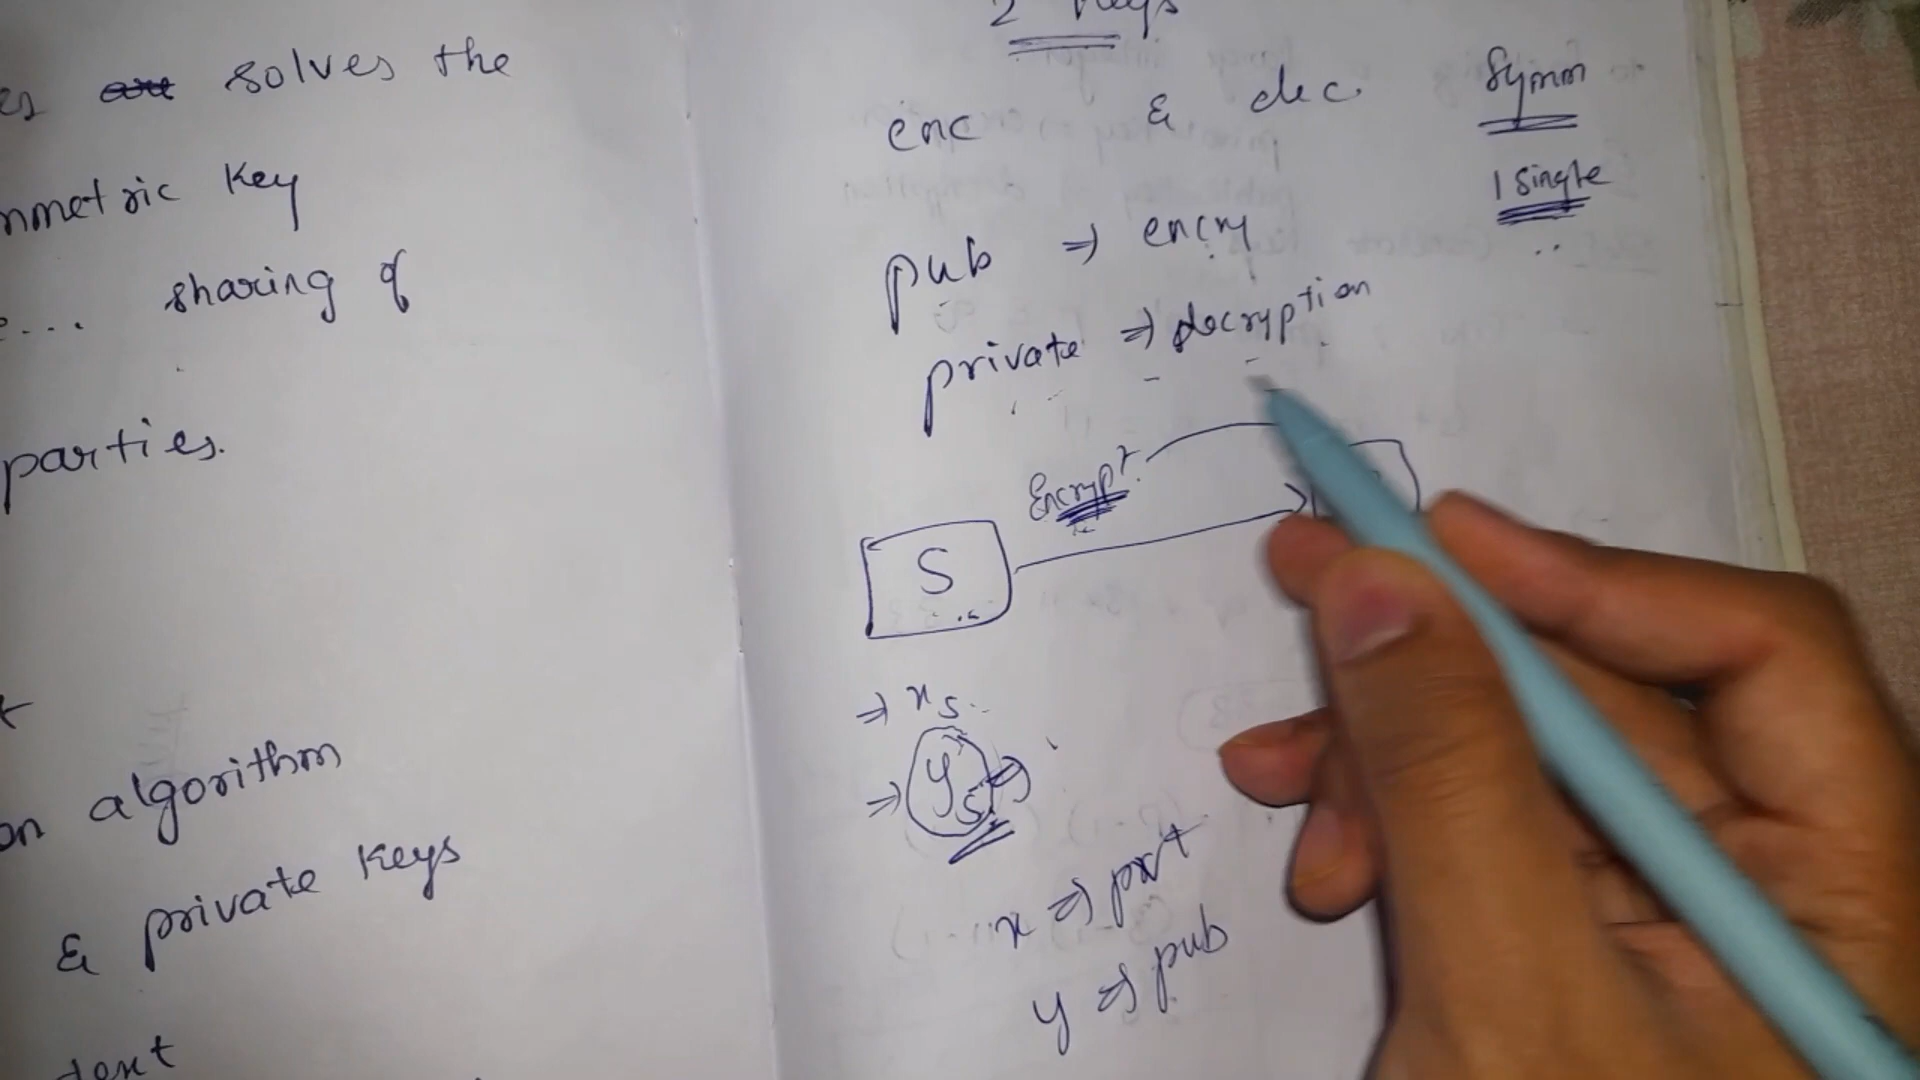 solves the
key
sharing of
parties.
algorithm
& private keys
2 keys
enc & dec.
Symm
1 single
pub => encry
private => decryption
Encrypt
S
=> xs
=> ys =>
x => prt
y => pub